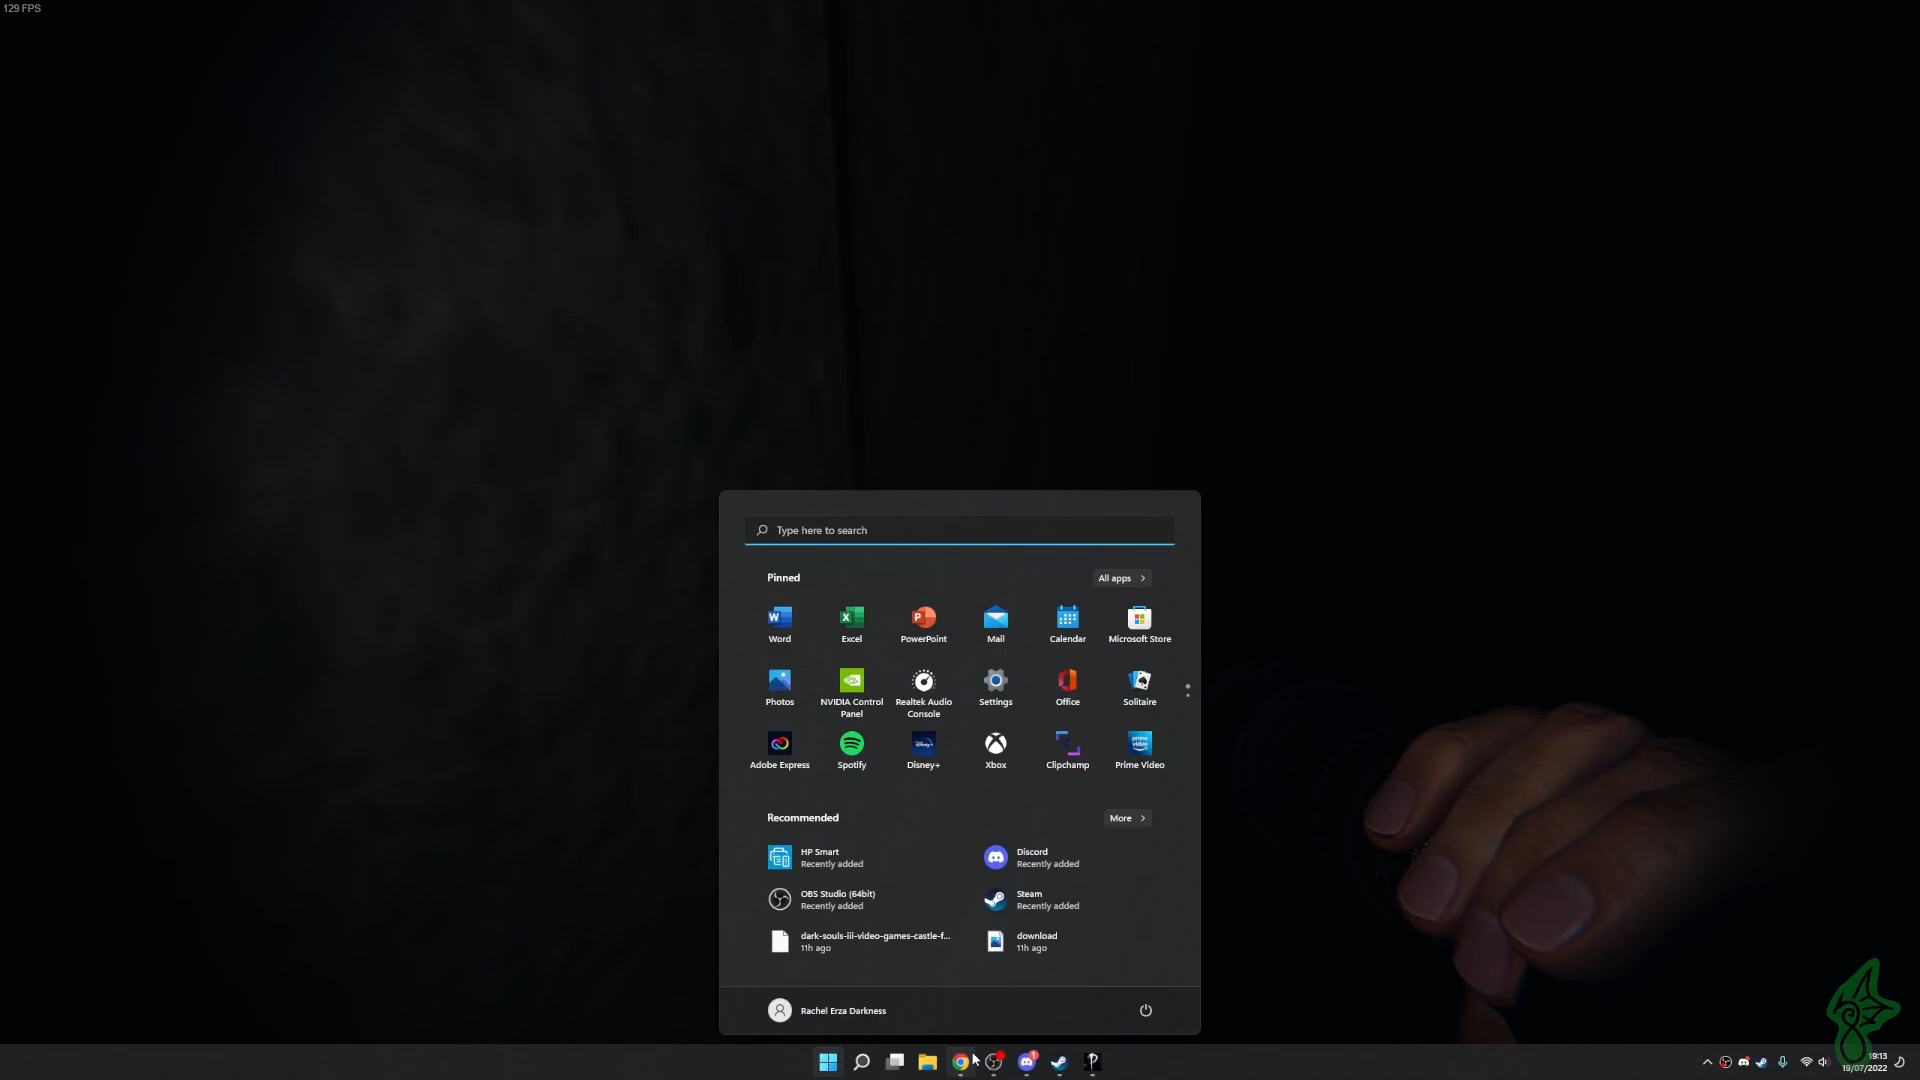 129 FPS
Type here to search
Pinned
All apps
Word
Excel
PowerPoint
Mail
Calendar
Microsoft Store
Photos
NVIDIA Control
Panel
Realtek Audio
Console
Settings
Office
Solitaire
Adobe Express
Spotify
Disney+
Xbox
Clipchamp
Prime Video
Recommended
More
HP Smart
Recently added
Discord
Recently added
OBS Studio (64bit)
Recently added
Steam
Recently added
dark-souls-iii-video-games-castle-f...
11h ago
download
11h ago
Rachel Erza Darkness
19:13
19/07/2022